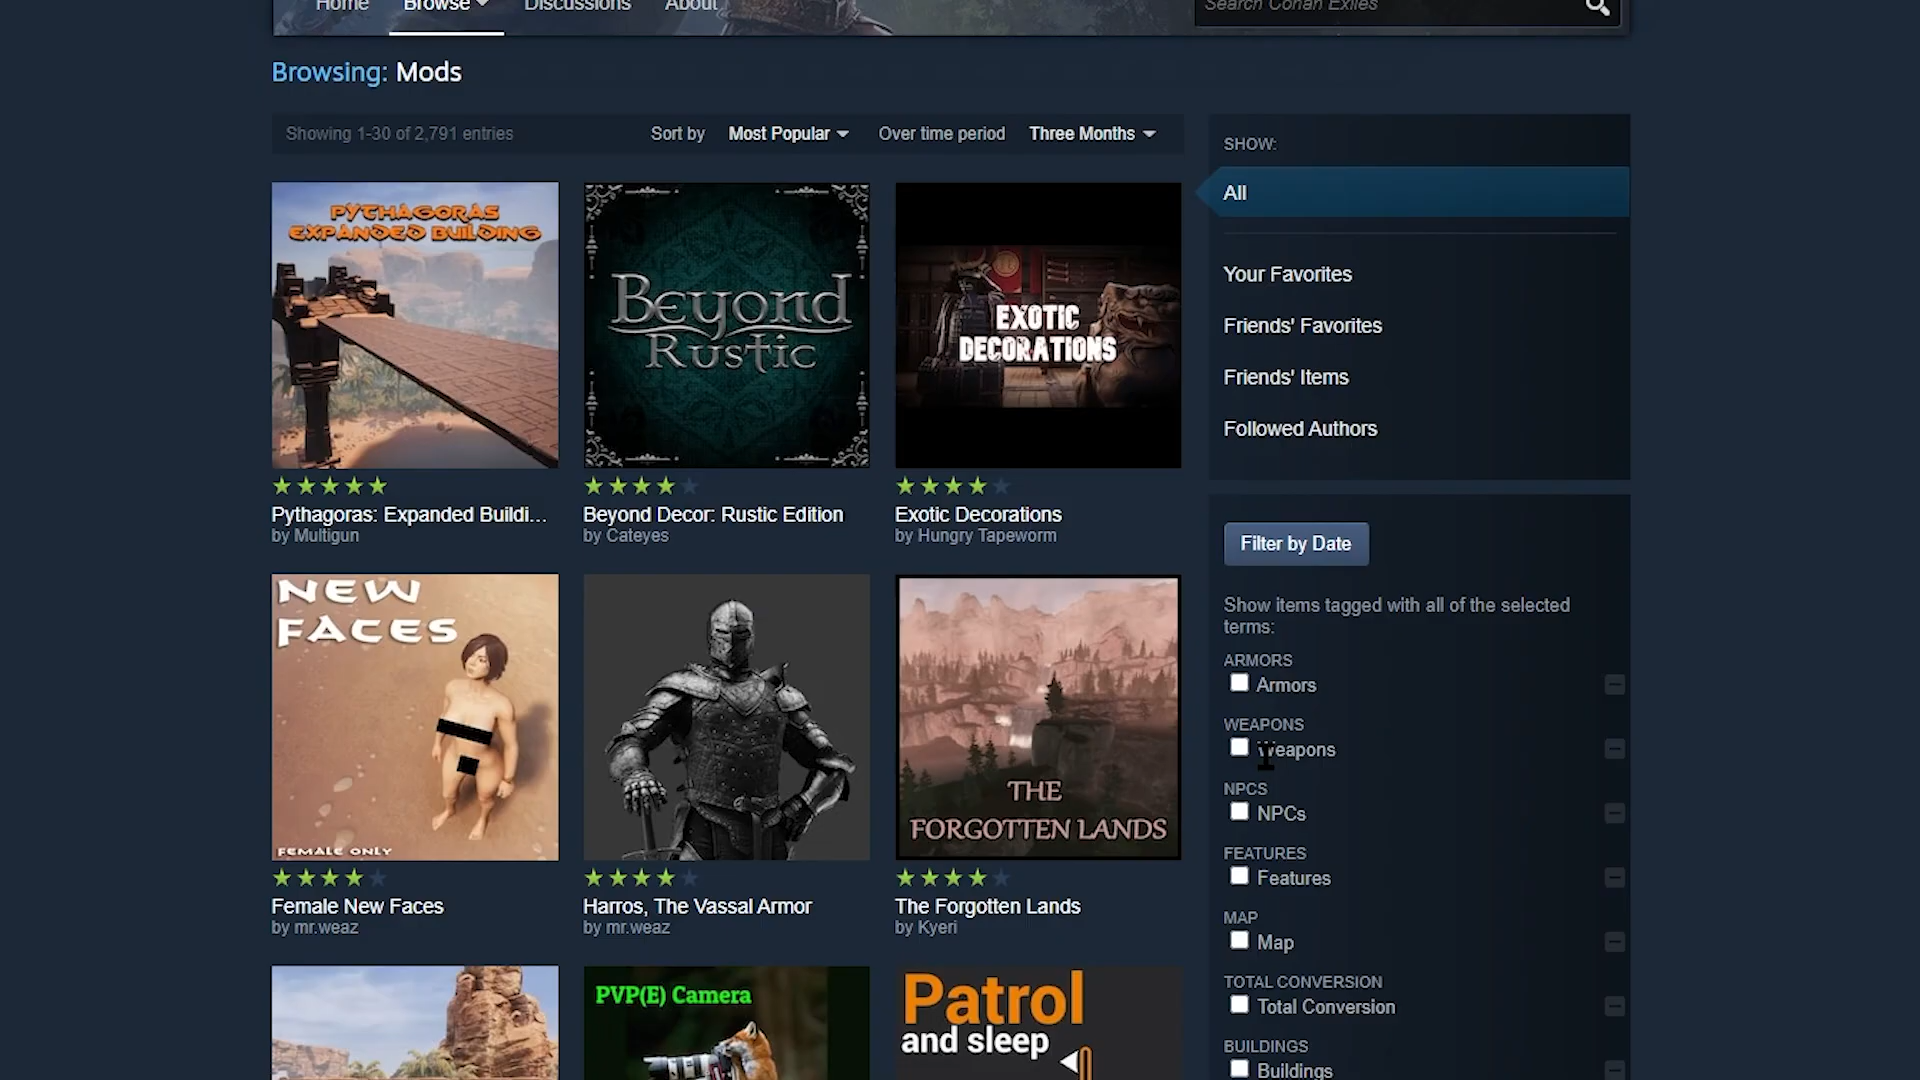 Home Browse Discussions About
Search Conan Exiles
Browsing: Mods
Showing 1-30 of 2,791 entries Sort by Most Popular Over time period Three Months
PYTHAGORAS
EXPANDED BUILDING
Beyond
Rustic
EXOTIC
DECORATIONS
Pythagoras: Expanded Buildi...
by Multigun
Beyond Decor: Rustic Edition
by Cateyes
Exotic Decorations
by Hungry Tapeworm
NEW
FACES
FEMALE ONLY
THE
FORGOTTEN LANDS
Female New Faces
by mr.weaz
Harros, The Vassal Armor
by mr.weaz
The Forgotten Lands
by Kyeri
PVP(E) Camera
Patrol
and sleep
SHOW:
All
Your Favorites
Friends' Favorites
Friends' Items
Followed Authors
Filter by Date
Show items tagged with all of the selected
terms:
ARMORS
Armors
WEAPONS
Weapons
NPCS
NPCs
FEATURES
Features
MAP
Map
TOTAL CONVERSION
Total Conversion
BUILDINGS
Buildings